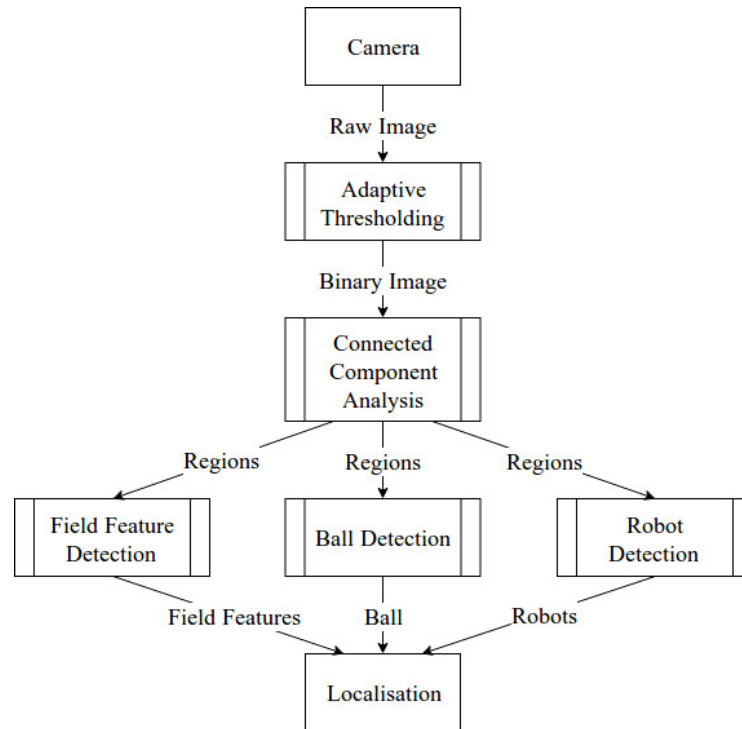 Camera
Raw Image
Adaptive
Thresholding
Binary Image
Connected
Component
Analysis
Regions
Regions
Regions
Field Feature
Detection
Ball Detection
Robot
Detection
Field Features
Ball
Robots
Localisation